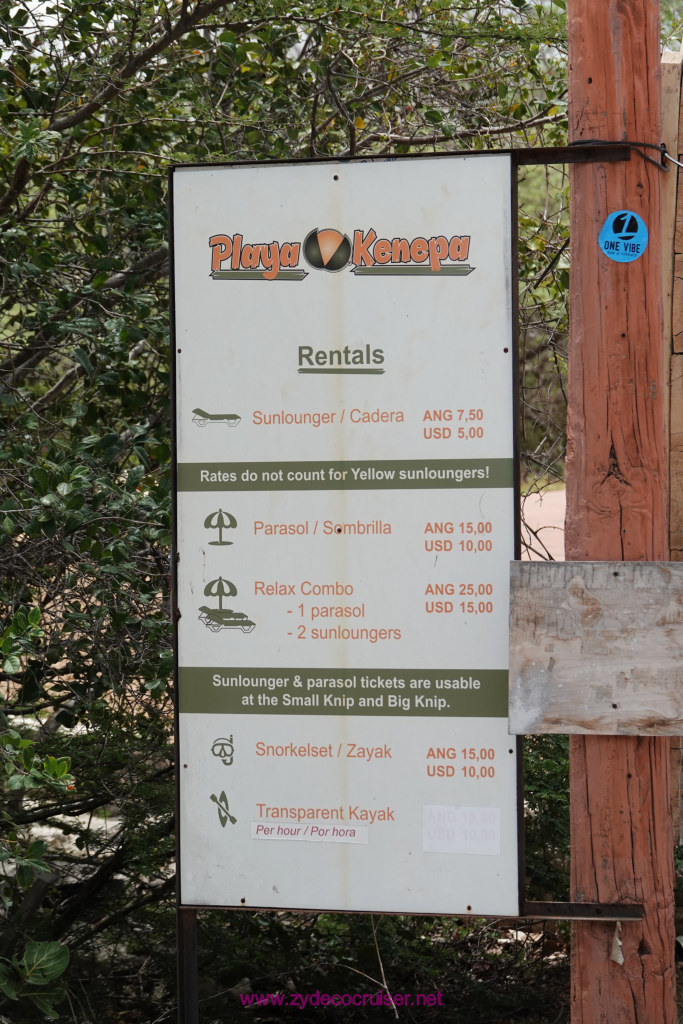 Playa Kenepa
ONE VIBE
Rentals
Sunlounger / Cadera ANG 7,50
USD 5,00
Rates do not count for Yellow sunloungers!
Parasol / Sombrilla ANG 15,00
USD 10,00
Relax Combo ANG 25,00
- 1 parasol USD 15,00
- 2 sunloungers
Sunlounger & parasol tickets are usable
at the Small Knip and Big Knip.
Snorkelset / Zayak ANG 15,00
USD 10,00
Transparent Kayak
Per hour / Por hora
www.zydecocruiser.net